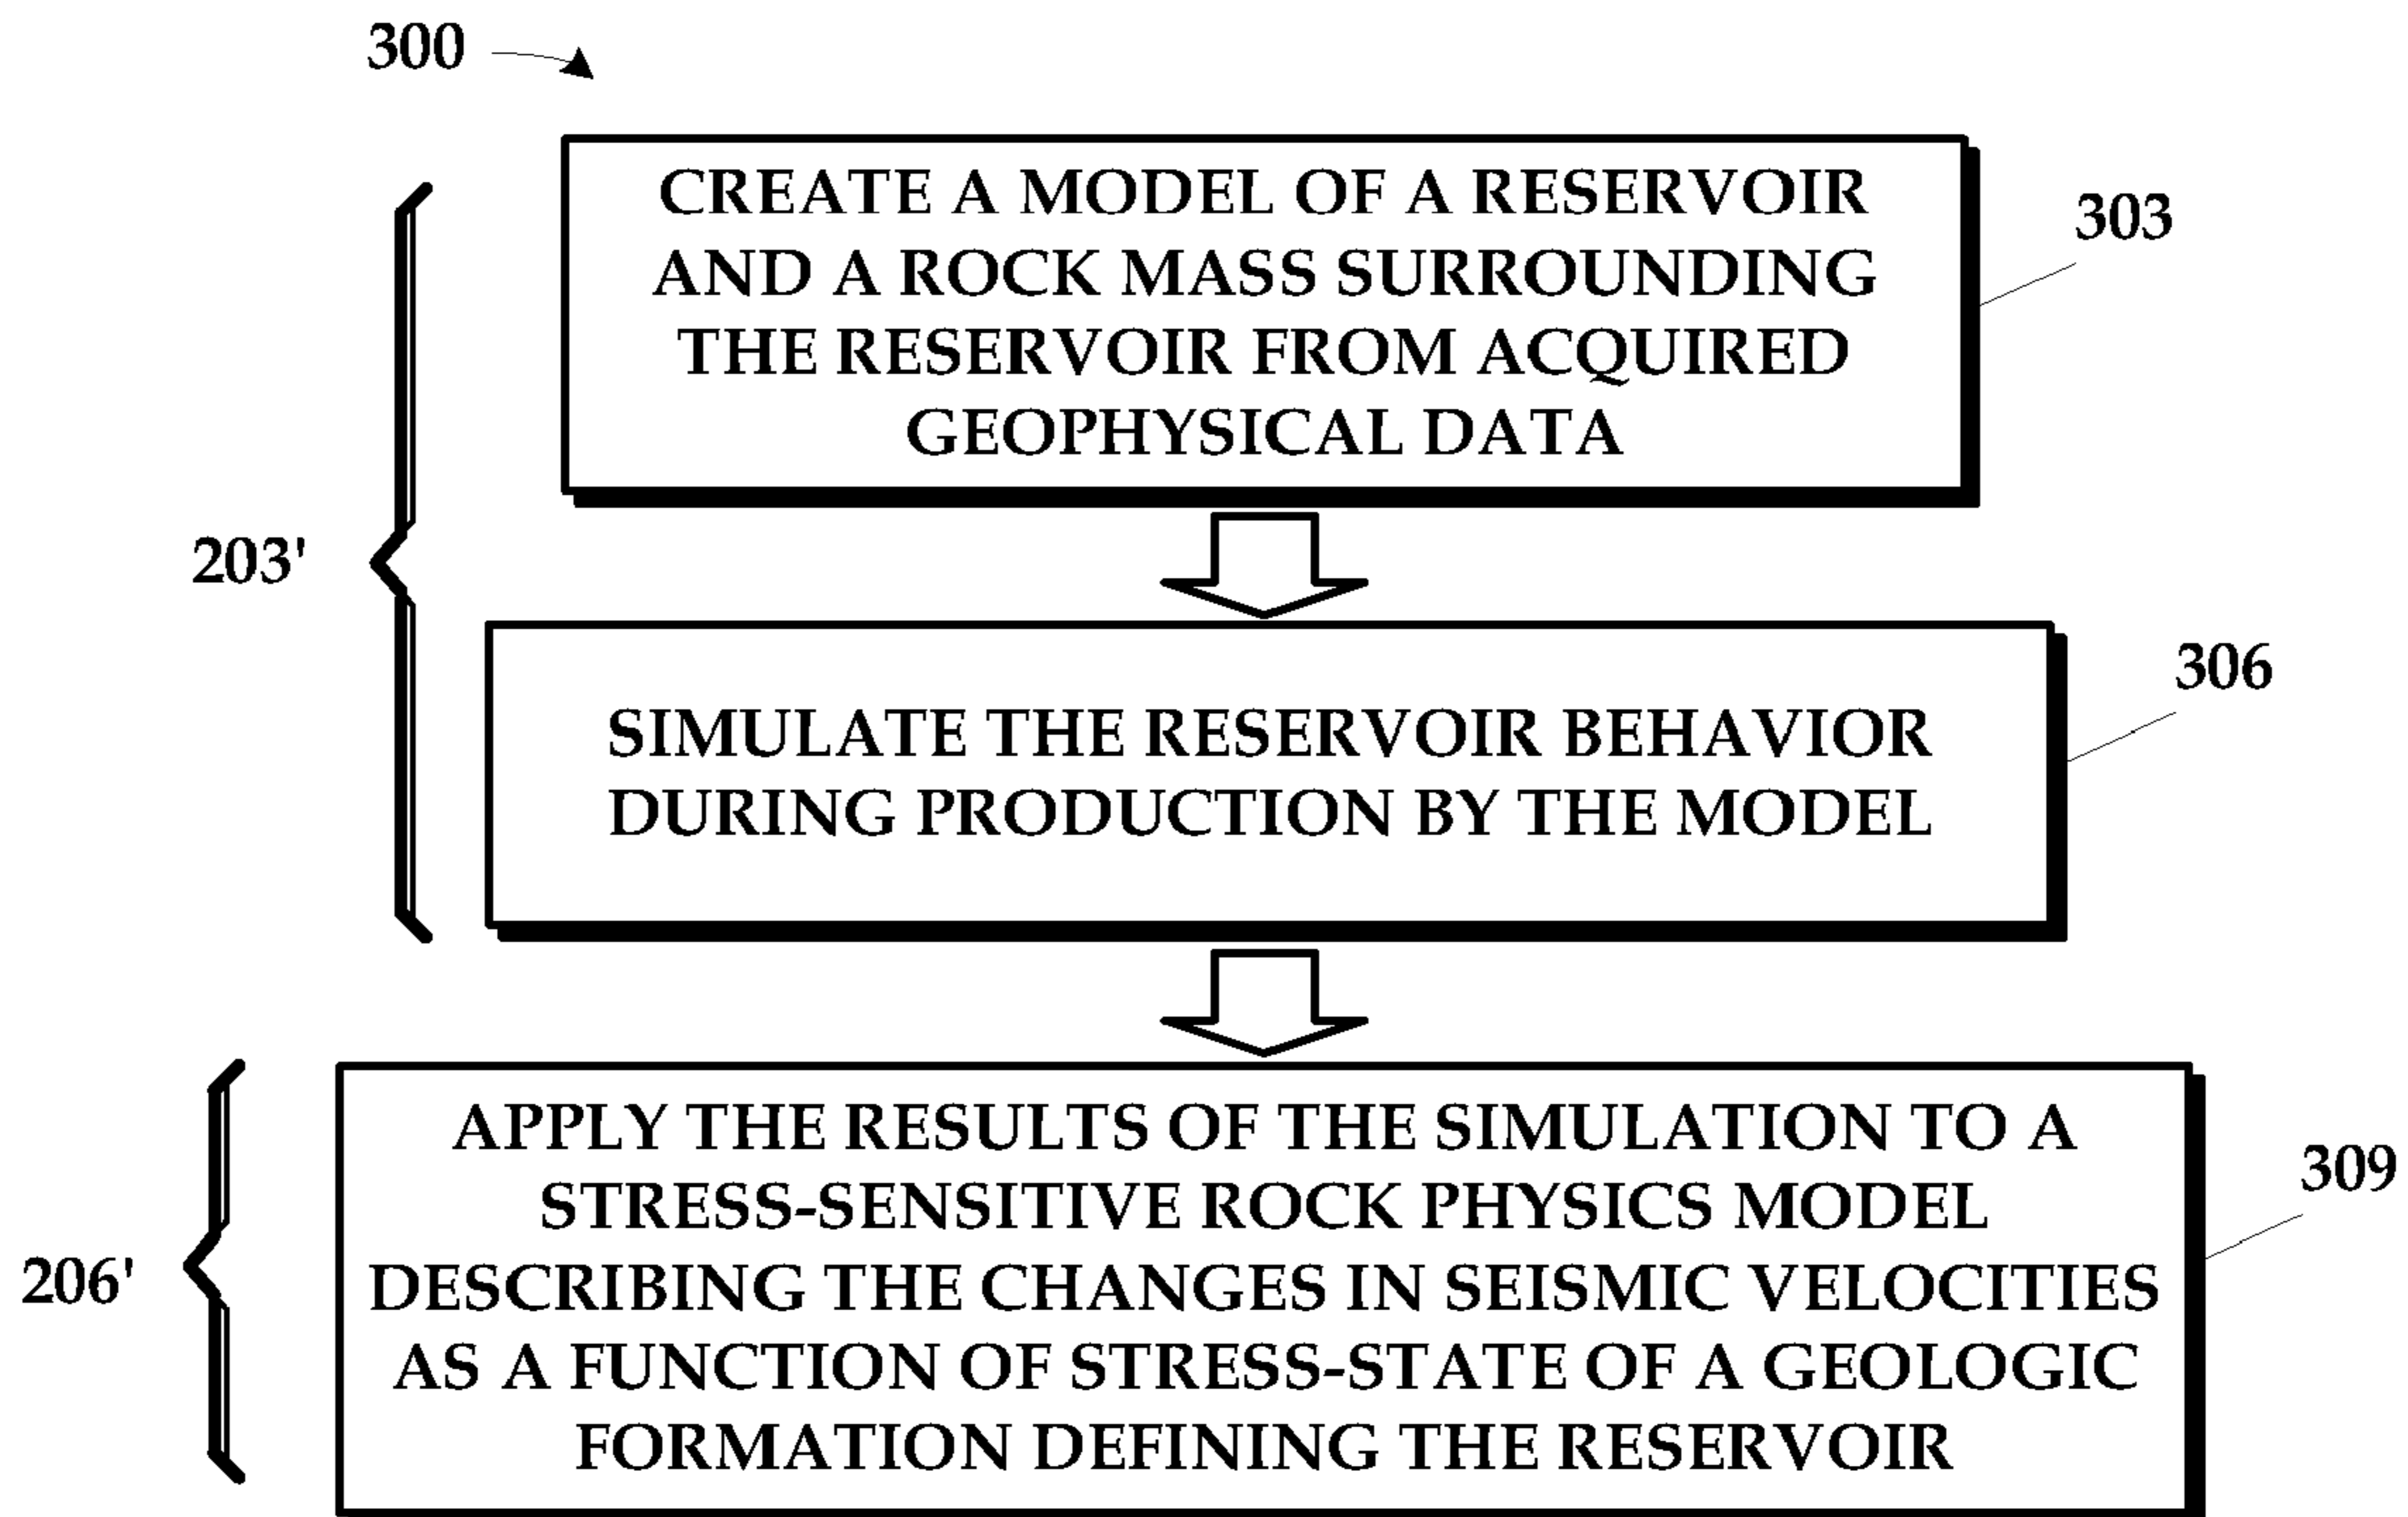 300
CREATE A MODEL OF A RESERVOIR
AND A ROCK MASS SURROUNDING
THE RESERVOIR FROM ACQUIRED
GEOPHYSICAL DATA
303
203'
SIMULATE THE RESERVOIR BEHAVIOR
DURING PRODUCTION BY THE MODEL
306
APPLY THE RESULTS OF THE SIMULATION TO A
STRESS-SENSITIVE ROCK PHYSICS MODEL
DESCRIBING THE CHANGES IN SEISMIC VELOCITIES
AS A FUNCTION OF STRESS-STATE OF A GEOLOGIC
FORMATION DEFINING THE RESERVOIR
309
206'